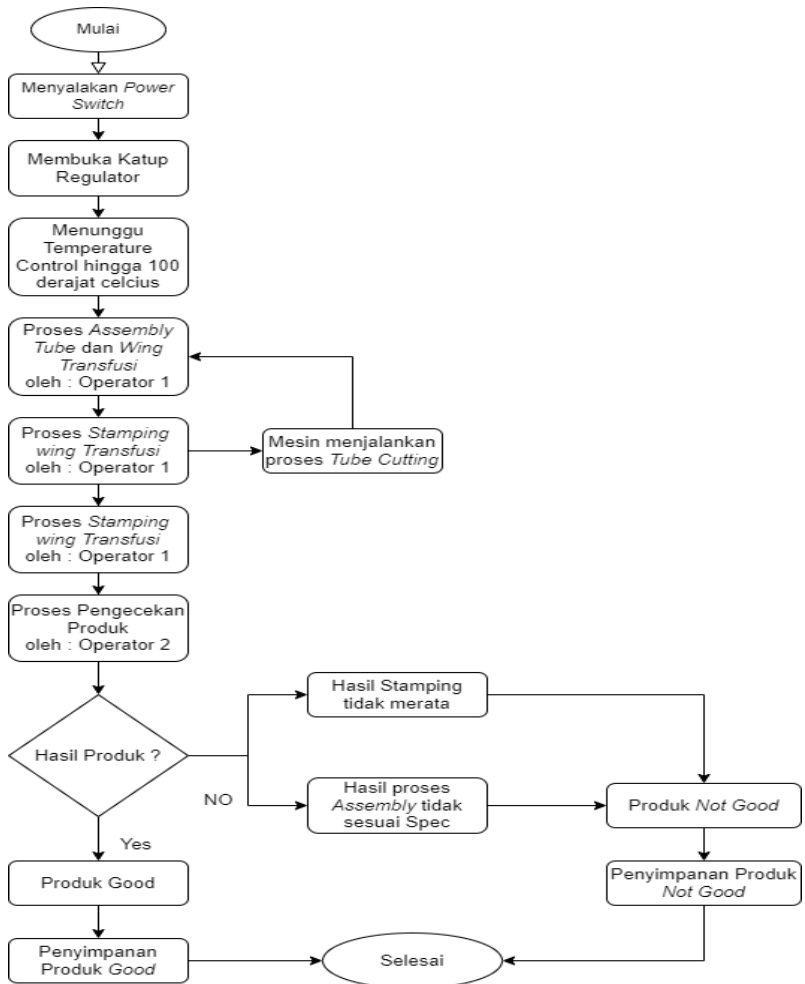 Mulai
Menyalakan Power
Switch
Membuka Katup
Regulator
Menunggu
Temperature
Control hingga 100
derajat celcius
Proses Assembly
Tube dan Wing
Transfusi
oleh : Operator 1
Proses Stamping
wing Transfusi
oleh : Operator 1
Mesin menjalankan
proses Tube Cutting
Proses Stamping
wing Transfusi
oleh : Operator 1
Proses Pengecekan
Produk
oleh : Operator 2
Hasil Produk ?
NO
Hasil Stamping
tidak merata
Hasil proses
Assembly tidak
sesuai Spec
Produk Not Good
Penyimpanan Produk
Not Good
Yes
Produk Good
Penyimpanan
Produk Good
Selesai